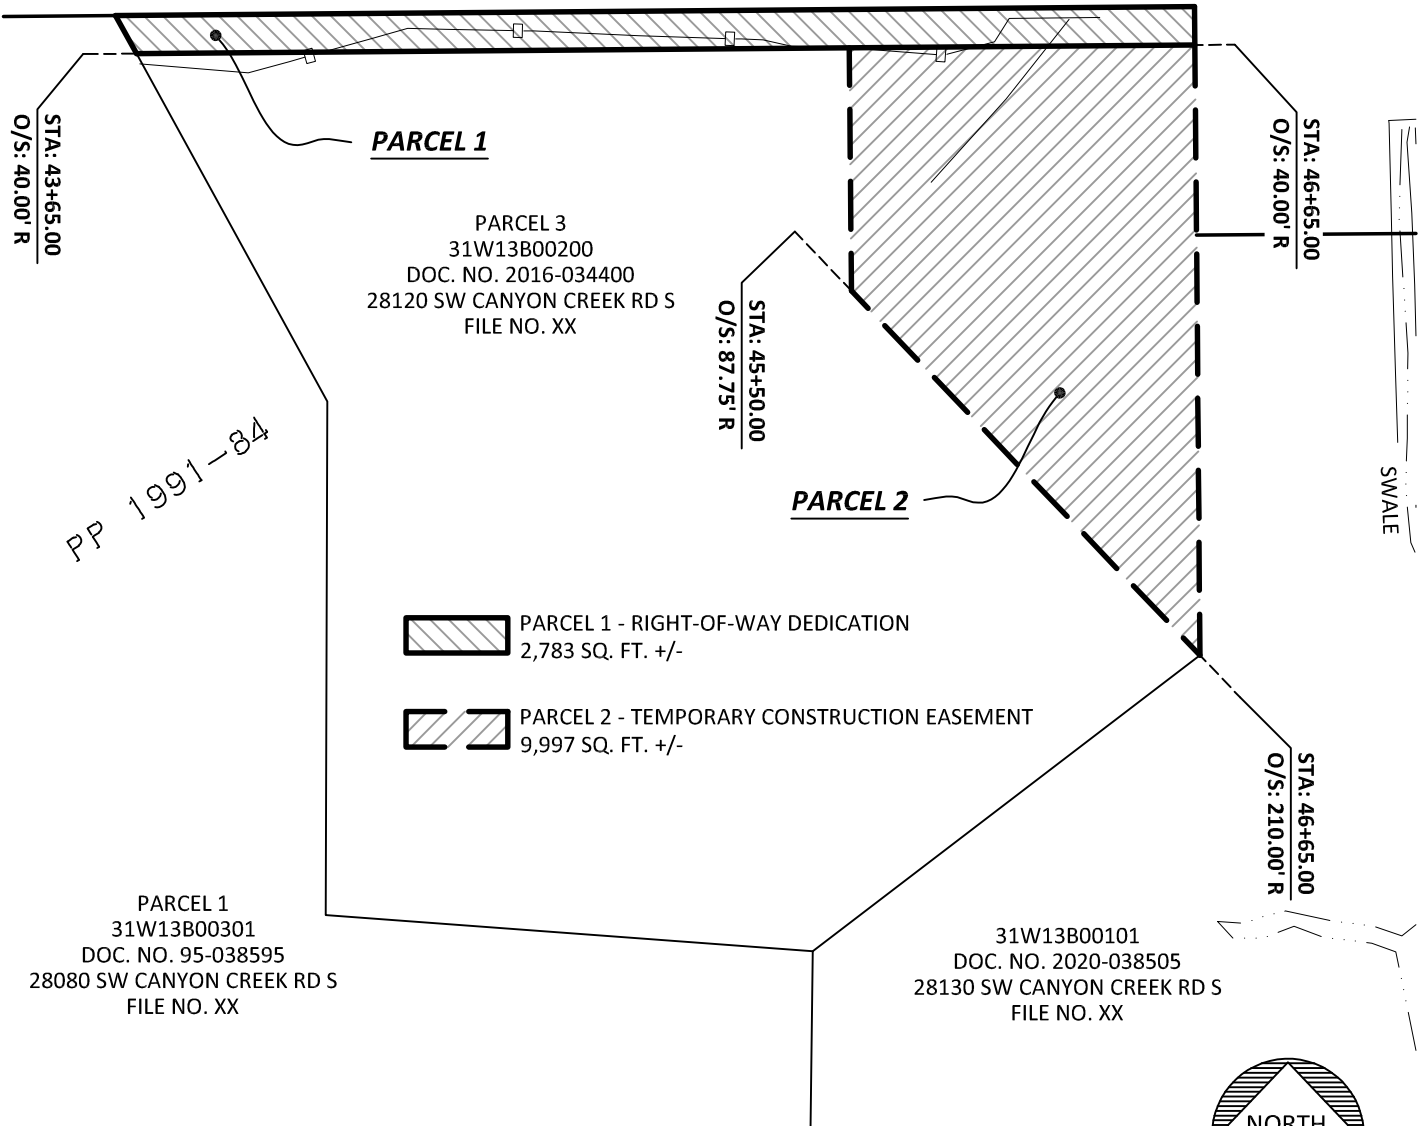 PARCEL 1
STA: 43+65.00
O/S: 40.00' R
STA: 46+65.00
O/S: 40.00' R
PARCEL 3
31W13B00200
DOC. NO. 2016-034400
28120 SW CANYON CREEK RD S
FILE NO. XX
STA: 45+50.00
O/S: 87.75' R
PP 1991-84
SWALE
PARCEL 2
PARCEL 1 - RIGHT-OF-WAY DEDICATION
2,783 SQ. FT. +/-
PARCEL 2 - TEMPORARY CONSTRUCTION EASEMENT
9,997 SQ. FT. +/-
STA: 46+65.00
O/S: 210.00' R
PARCEL 1
31W13B00301
DOC. NO. 95-038595
28080 SW CANYON CREEK RD S
FILE NO. XX
31W13B00101
DOC. NO. 2020-038505
28130 SW CANYON CREEK RD S
FILE NO. XX
NORTH